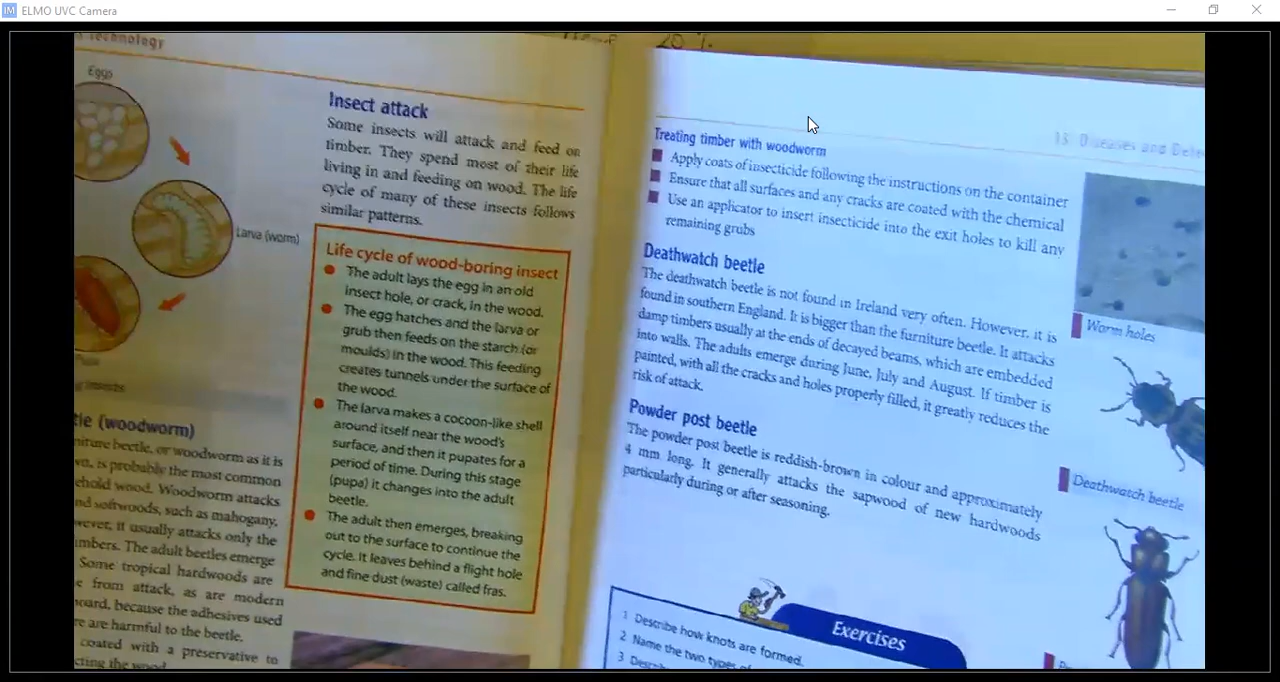 ELMO UVC Camera
Technology
Eggs
Larva (worm)
insects
Insect attack
Some insects will attack and feed on
timber. They spend most of their life
living in and feeding on wood. The life
cycle of many of these insects follows
similar patterns.
Life cycle of wood-boring insect
The adult lays the egg in an old
insect hole, or crack, in the wood.
The egg hatches and the larva or
grub then feeds on the starch (or
moulds) in the wood. This feeding
creates tunnels under the surface of
the wood.
The larva makes a cocoon-like shell
around itself near the wood's
surface, and then it pupates for a
period of time. During this stage
(pupa) it changes into the adult
beetle.
The adult then emerges, breaking
out to the surface to continue the
cycle. It leaves behind a flight hole
and fine dust (waste) called fras.
(woodworm)
beetle, or woodworm as it is
is probably the most common
wood. Woodworm attacks
softwoods, such as mahogany,
it usually attacks only the
The adult beetles emerge
Some tropical hardwoods are
from attack, as are modern
because the adhesives used
are harmful to the beetle.
coated with a preservative to
the wood
20%
13 Diseases and
Treating timber with woodworm
Apply coats of insecticide following the instructions on the container
Ensure that all surfaces and any cracks are coated with the chemical
Use an applicator to insert insecticide into the exit holes to kill any
remaining grubs
Worm holes
Deathwatch beetle
The deathwatch beetle is not found in Ireland very often. However, it is
found in southern England. It is bigger than the furniture beetle. It attacks
damp timbers usually at the ends of decayed beams, which are embedded
into walls. The adults emerge during June, July and August. If timber is
painted, with all the cracks and holes properly filled, it greatly reduces the
risk of attack.
Deathwatch beetle
Powder post beetle
The powder post beetle is reddish-brown in colour and approximately
4 mm long. It generally attacks the sapwood of new hardwoods
particularly during or after seasoning.
Exercises
1 Describe how knots are formed.
2 Name the two types of
3